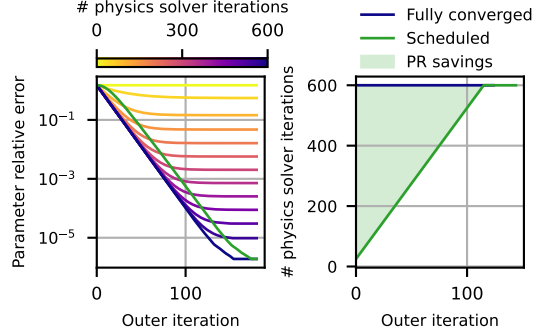 # physics solver iterations
0 300 600
Parameter relative error
10⁻¹
10⁻³
10⁻⁵
0 100
Outer iteration
Fully converged
Scheduled
PR savings
# physics solver iterations
600
400
200
0
0 100
Outer iteration